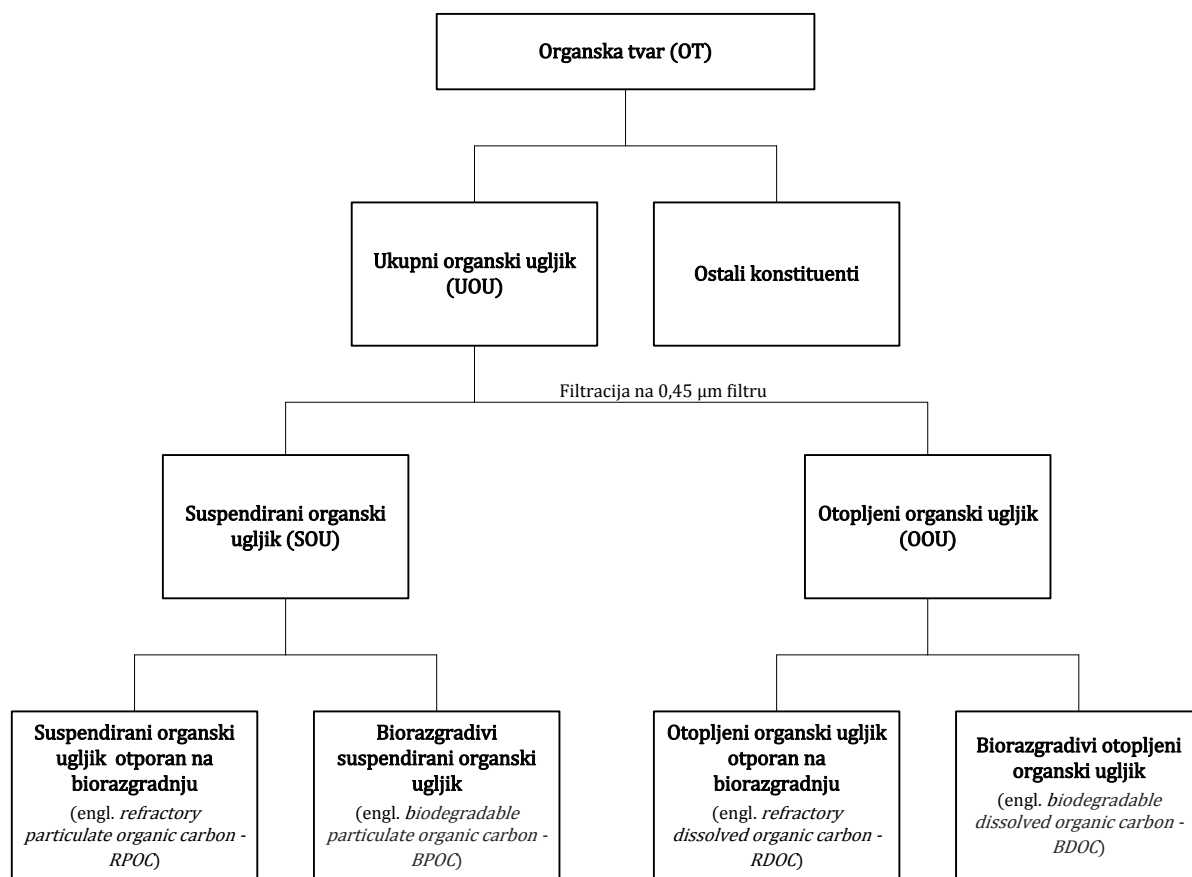 Organska tvar (OT)
Ukupni organski ugljik
(UOU)
Ostali konstituenti
Filtracija na 0,45 μm filtru
Suspendirani organski
ugljik (SOU)
Otopljeni organski ugljik
(OOU)
Suspendirani organski
ugljik otporan na
biorazgradnju
(engl. refractory
particulate organic carbon -
RPOC)
Biorazgradivi
suspendirani organski
ugljik
(engl. biodegradable
particulate organic carbon -
BPOC)
Otopljeni organski ugljik
otporan na
biorazgradnju
(engl. refractory
dissolved organic carbon -
RDOC)
Biorazgradivi otopljeni
organski ugljik
(engl. biodegradable
dissolved organic carbon -
BDOC)